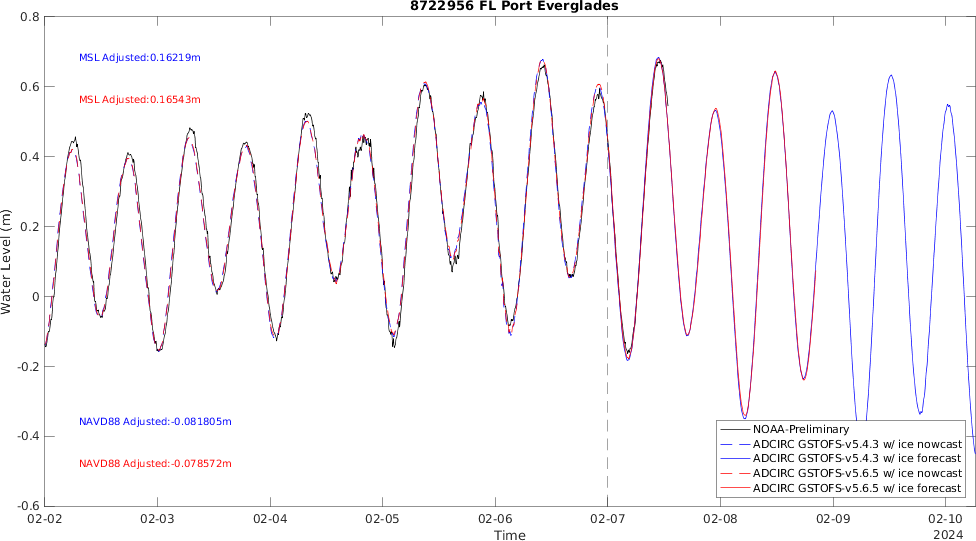 8722956 FL Port Everglades
0.8
MSL Adjusted:0.16219m
0.6
MSL Adjusted:0.16543m
0.4
0.2
Water Level (m)
0
-0.2
NAVD88 Adjusted:-0.081805m
-0.4
NAVD88 Adjusted:-0.078572m
-0.6
NOAA-Preliminary
ADCIRC GSTOFS-v5.4.3 w/ ice nowcast
ADCIRC GSTOFS-v5.4.3 w/ ice forecast
ADCIRC GSTOFS-v5.6.5 w/ ice nowcast
ADCIRC GSTOFS-v5.6.5 w/ ice forecast
02-02 02-03 02-04 02-05 02-06 02-07 02-08 02-09 02-10
Time
2024